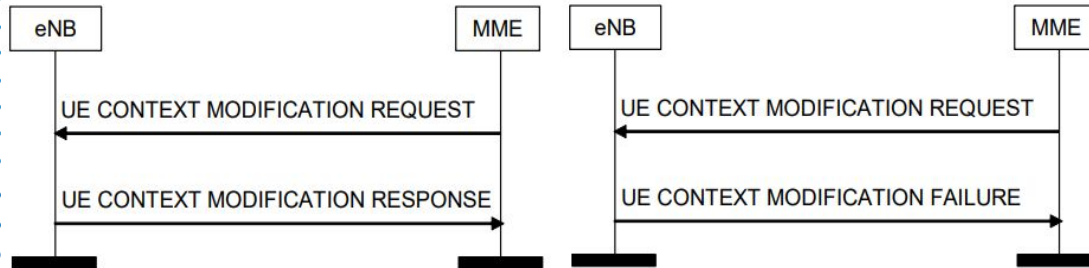 eNB
MME
UE CONTEXT MODIFICATION REQUEST
UE CONTEXT MODIFICATION RESPONSE
eNB
MME
UE CONTEXT MODIFICATION REQUEST
UE CONTEXT MODIFICATION FAILURE